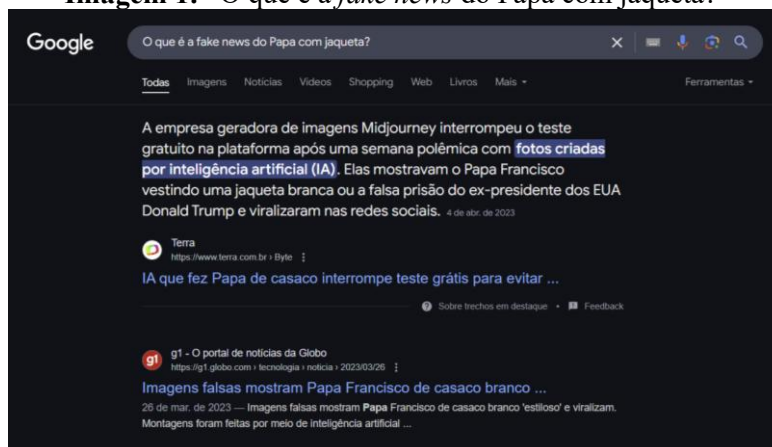 Imagem 1: "O que é a fake news do Papa com jaqueta?
Google
O que é a fake news do Papa com jaqueta?
Todas Imagens Notícias Vídeos Shopping Web Livros Mais Ferramentas
A empresa geradora de imagens Midjourney interrompeu o teste
gratuito na plataforma após uma semana polêmica com fotos criadas
por inteligência artificial (IA). Elas mostravam o Papa Francisco
vestindo uma jaqueta branca ou a falsa prisão do ex-presidente dos EUA
Donald Trump e viralizaram nas redes sociais. 4 de abr. de 2023
Terra
https://www.terra.com.br › Byte
IA que fez Papa de casaco interrompe teste grátis para evitar ...
Sobre trechos em destaque • Feedback
g1
g1 - O portal de notícias da Globo
https://g1.globo.com › tecnologia › noticia › 2023/03/26
Imagens falsas mostram Papa Francisco de casaco branco ...
26 de mar. de 2023 — Imagens falsas mostram Papa Francisco de casaco branco 'estiloso' e viralizam.
Montagens foram feitas por meio de inteligência artificial ...